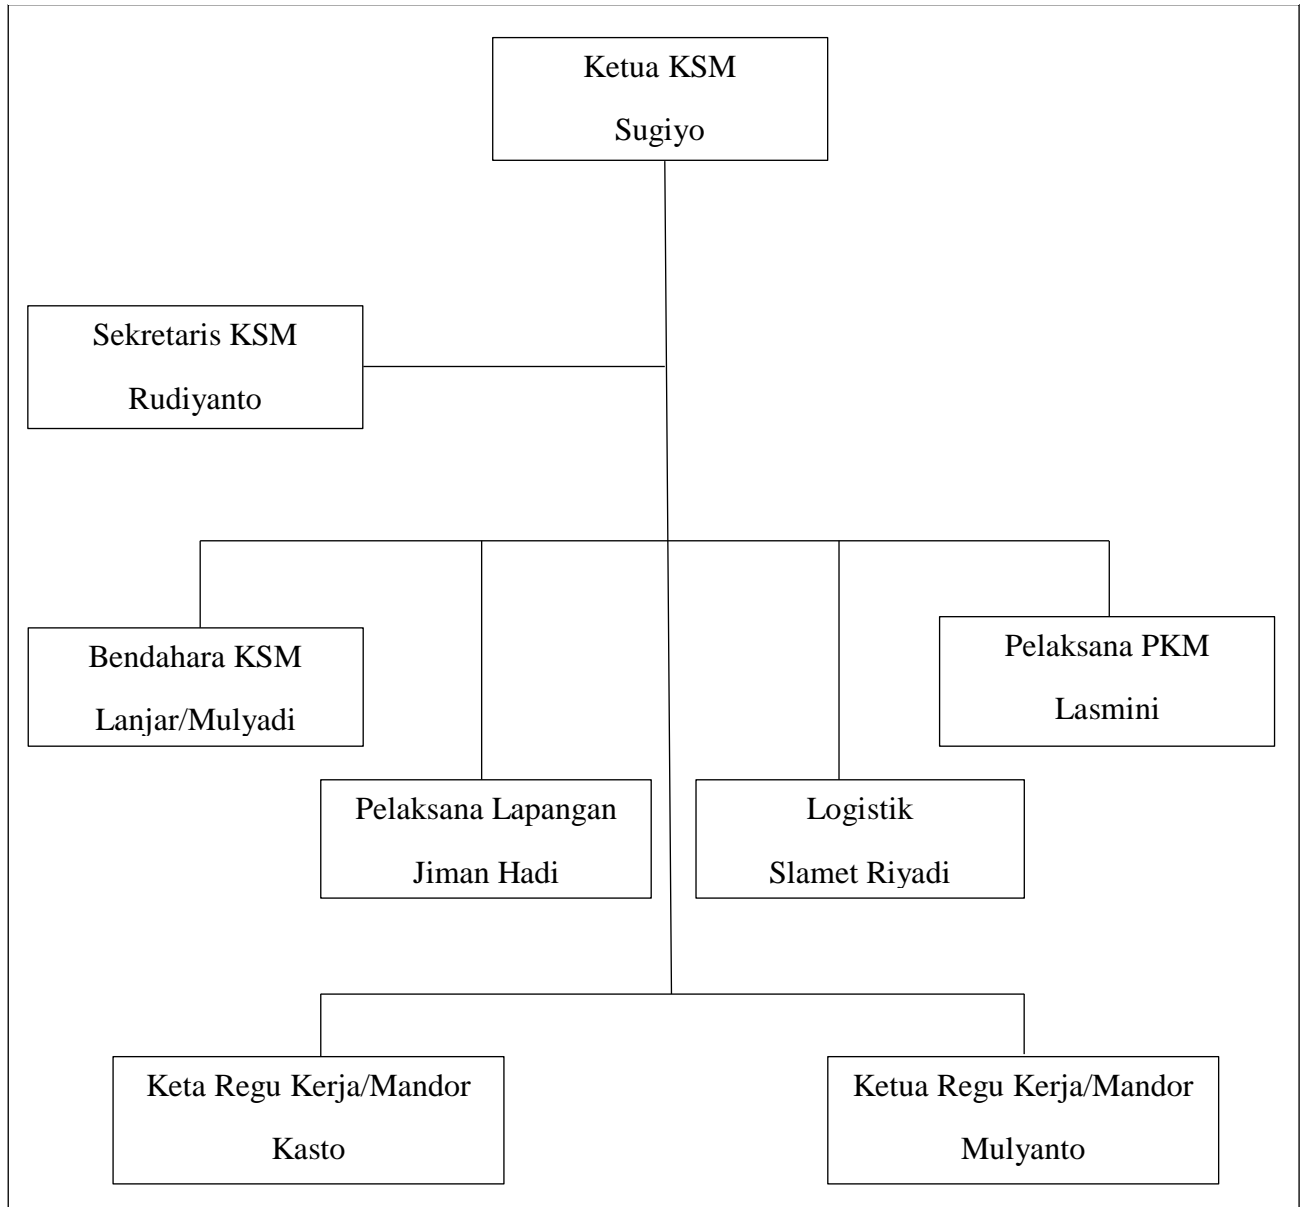 Ketua KSM
Sugiyo
Sekretaris KSM
Rudiyanto
Bendahara KSM
Lanjar/Mulyadi
Pelaksana PKM
Lasmini
Pelaksana Lapangan
Jiman Hadi
Logistik
Slamet Riyadi
Keta Regu Kerja/Mandor
Kasto
Ketua Regu Kerja/Mandor
Mulyanto